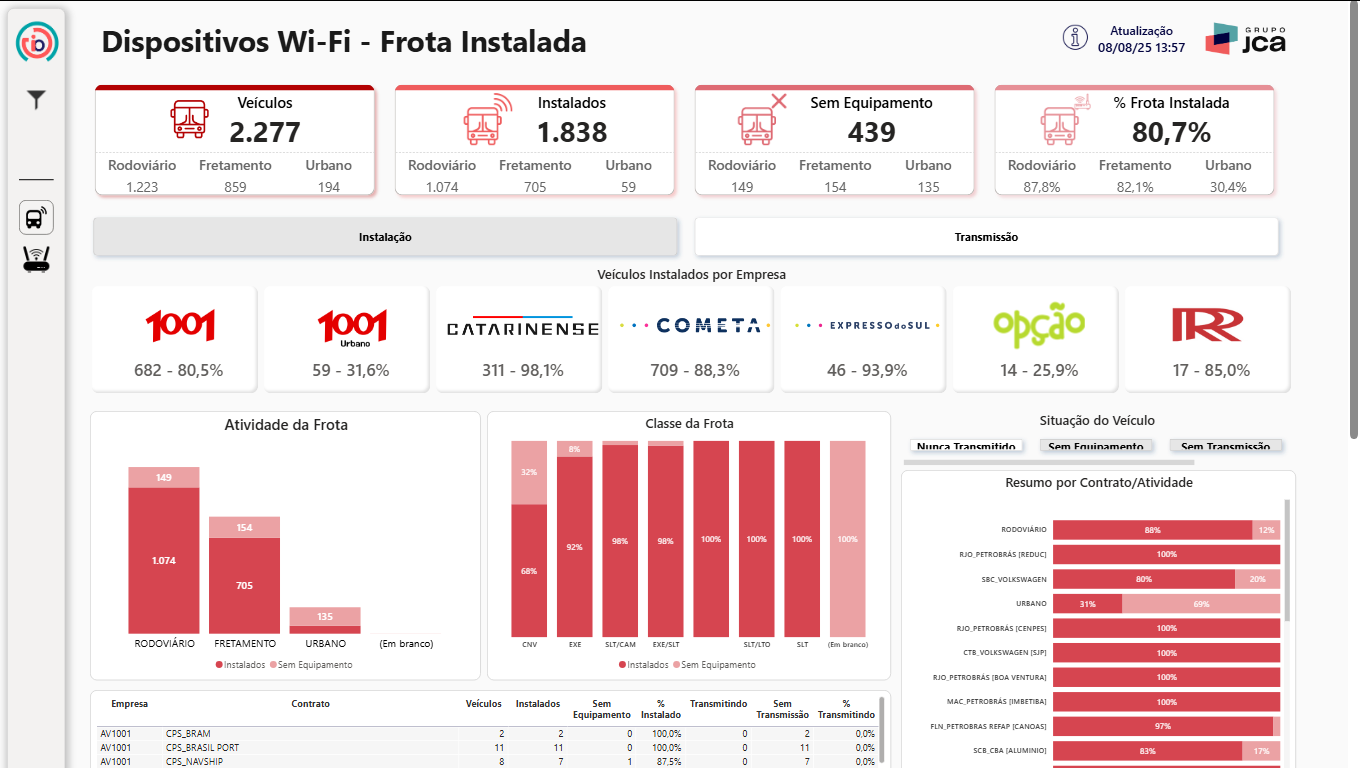 Dispositivos Wi-Fi - Frota Instalada
Atualização
08/08/25 13:57
GRUPO
jca
Veículos
2.277
Rodoviário Fretamento Urbano
1.223 859 194
Instalados
1.838
Rodoviário Fretamento Urbano
1.074 705 59
Sem Equipamento
439
Rodoviário Fretamento Urbano
149 154 135
% Frota Instalada
80,7%
Rodoviário Fretamento Urbano
87,8% 82,1% 30,4%
Instalação
Transmissão
Veículos Instalados por Empresa
1001
682 - 80,5%
1001
Urbano
59 - 31,6%
CATARINENSE
311 - 98,1%
COMETA
709 - 88,3%
EXPRESSOdoSUL
46 - 93,9%
opção
14 - 25,9%
RR
17 - 85,0%
Atividade da Frota
149
1.074
154
705
135
RODOVIÁRIO FRETAMENTO URBANO (Em branco)
Instalados Sem Equipamento
Classe da Frota
32% 8%
68% 92% 98% 98% 100% 100% 100% 100%
CNV EXE SLT/CAM EXE/SLT SLT/LTO SLT (Em branco)
Instalados Sem Equipamento
Situação do Veículo
Nunca Transmitido Sem Equipamento Sem Transmissão
Resumo por Contrato/Atividade
RODOVIÁRIO 88% 12%
RJO_PETROBRÁS [REDUC] 100%
SBC_VOLKSWAGEN 80% 20%
URBANO 31% 69%
RJO_PETROBRÁS [CENPES] 100%
CTB_VOLKSWAGEN [SJP] 100%
RJO_PETROBRÁS [BOA VENTURA] 100%
MAC_PETROBRÁS [IMBETIBA] 100%
FLN_PETROBRAS REFAP [CANOAS] 97%
SCB_CBA [ALUMINIO] 83% 17%
Empresa Contrato Veículos Instalados Sem Equipamento % Instalado Transmitindo Sem Transmissão % Transmitindo
AV1001 CPS_BRAM 2 2 0 100,0% 0 2 0,0%
AV1001 CPS_BRASIL PORT 11 11 0 100,0% 0 11 0,0%
AV1001 CPS_NAVSHIP 8 7 1 87,5% 0 7 0,0%